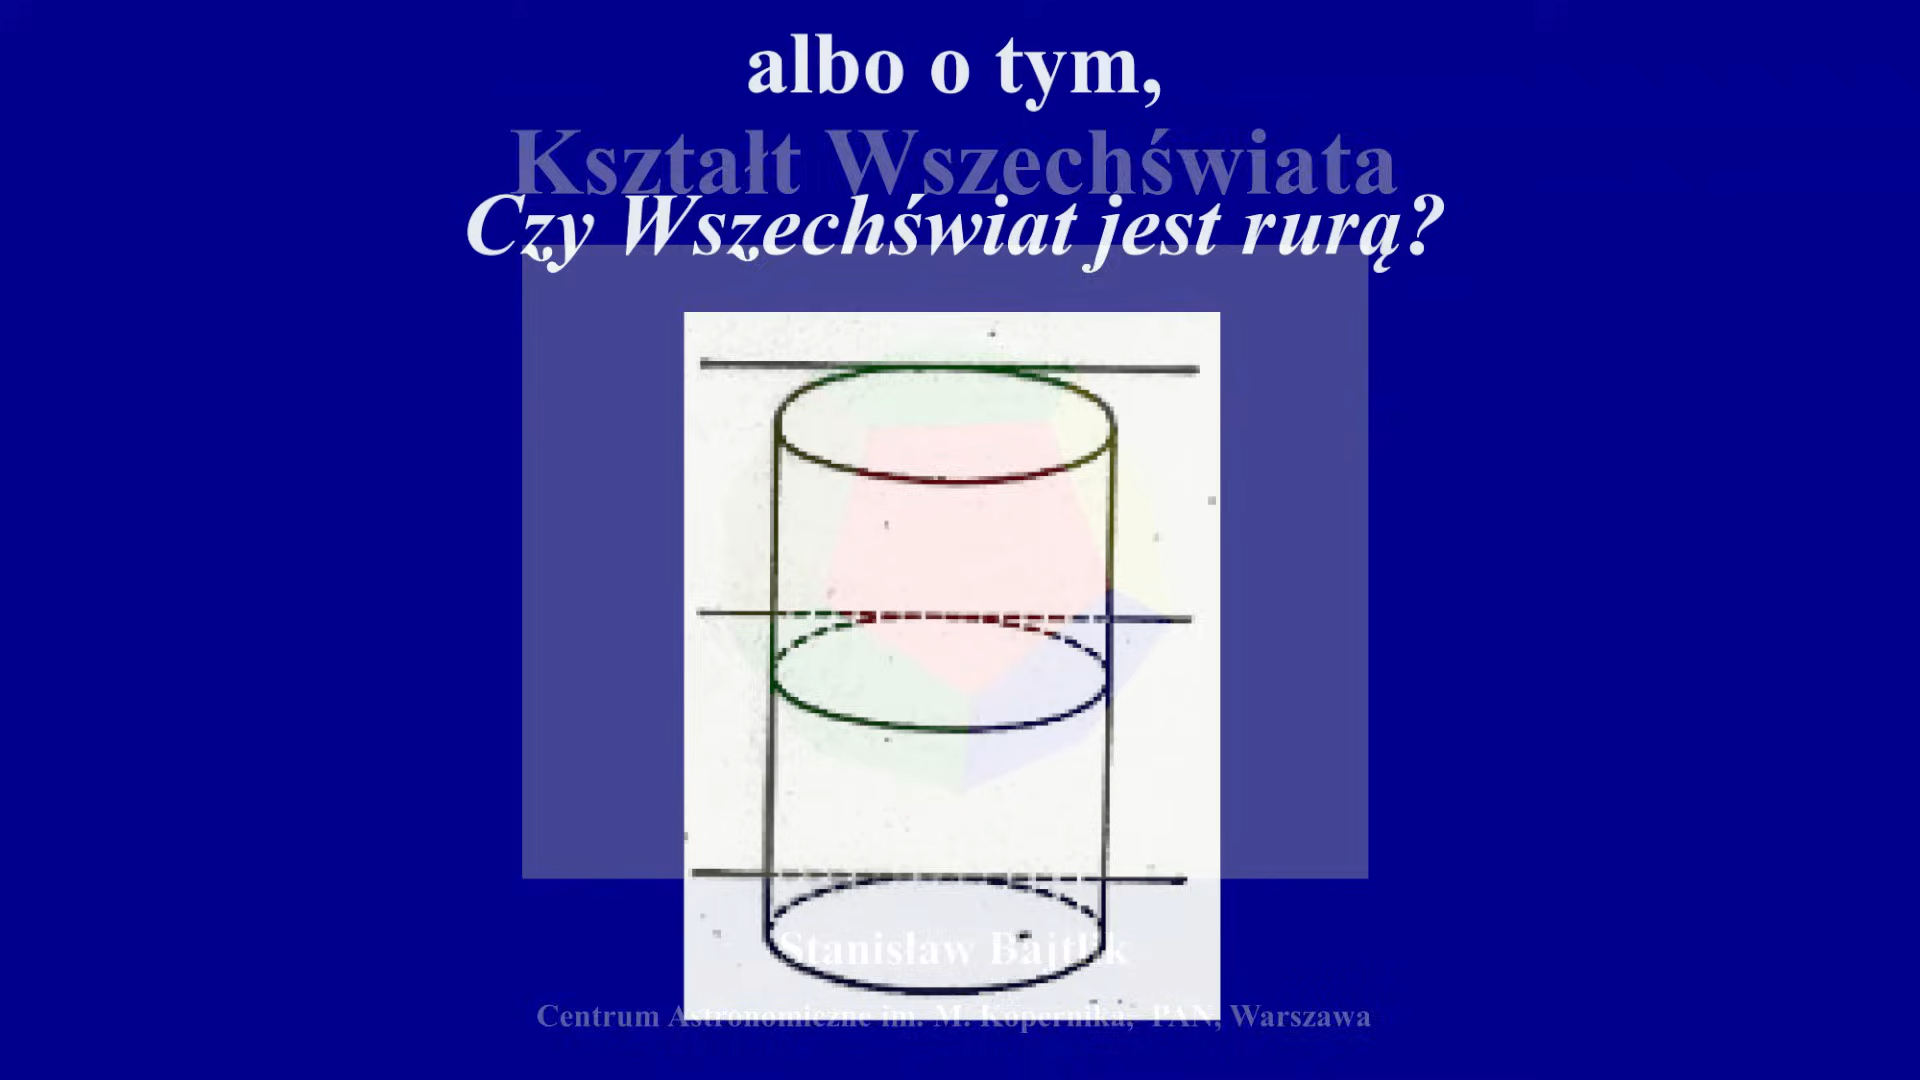 albo o tym,
Kształt Wszechświata
Czy Wszechświat jest rurą?
Stanisław Bajtlik
Centrum Astronomiczne im. M. Kopernika, PAN, Warszawa